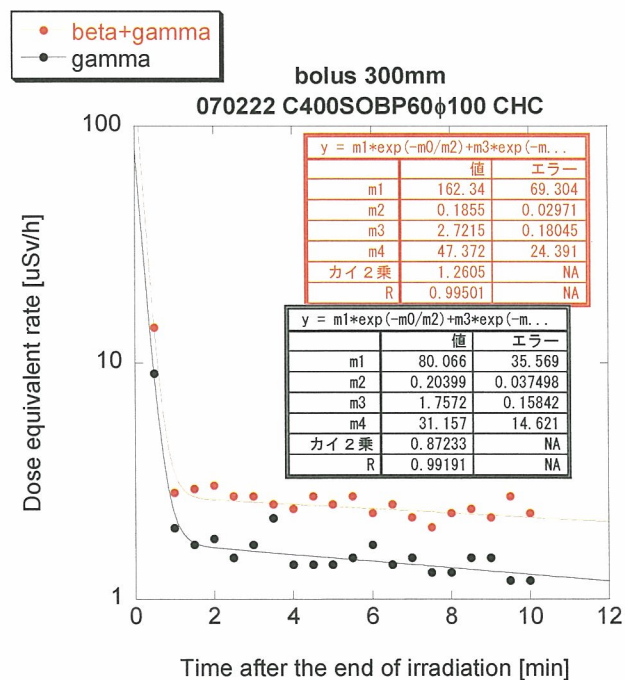 beta+gamma
gamma
bolus 300mm
070222 C400SOBP60φ100 CHC
100
10
1
Dose equivalent rate [uSv/h]
y = m1*exp(-m0/m2)+m3*exp(-m...
値 エラー
m1 162.34 69.304
m2 0.1855 0.02971
m3 2.7215 0.18045
m4 47.372 24.391
カイ2乗 1.2605 NA
R 0.99501 NA
y = m1*exp(-m0/m2)+m3*exp(-m...
値 エラー
m1 80.066 35.569
m2 0.20399 0.037498
m3 1.7572 0.15842
m4 31.157 14.621
カイ2乗 0.87233 NA
R 0.99191 NA
0 2 4 6 8 10 12
Time after the end of irradiation [min]